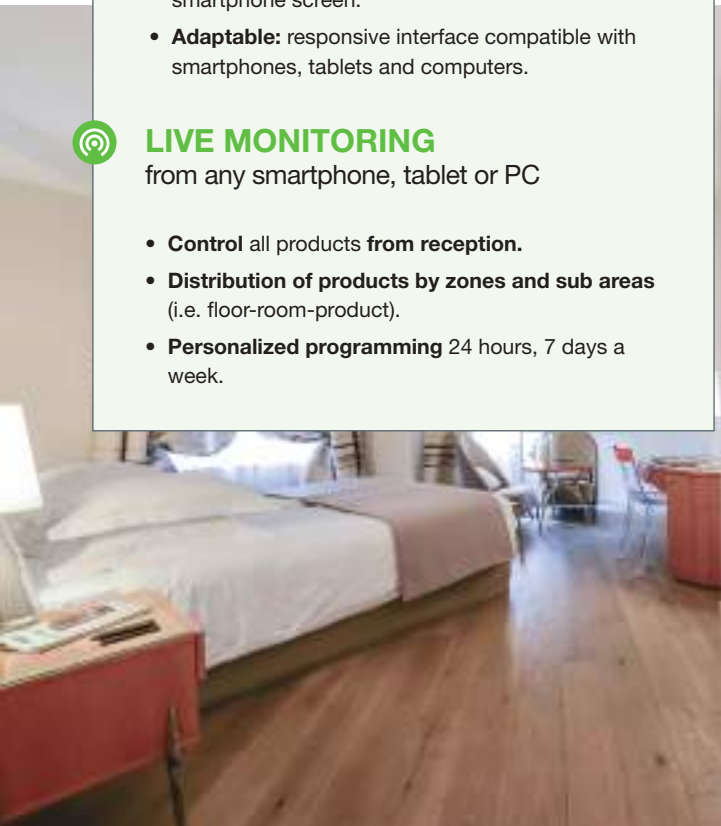 smartphone screen.
• Adaptable: responsive interface compatible with
smartphones, tablets and computers.
LIVE MONITORING
from any smartphone, tablet or PC
• Control all products from reception.
• Distribution of products by zones and sub areas
(i.e. floor-room-product).
• Personalized programming 24 hours, 7 days a
week.